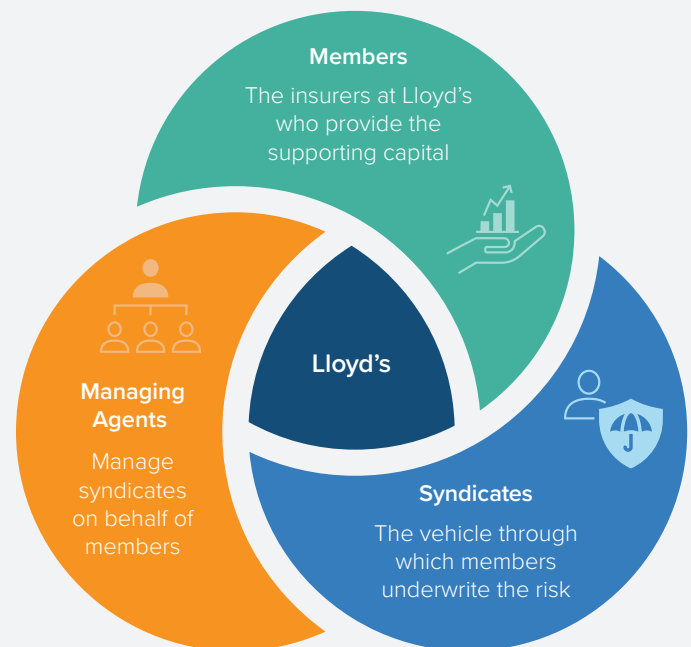 Members
The insurers at Lloyd’s
who provide the
supporting capital
Lloyd’s
Managing
Agents
Manage
syndicates
on behalf of
members
Syndicates
The vehicle through
which members
underwrite the risk